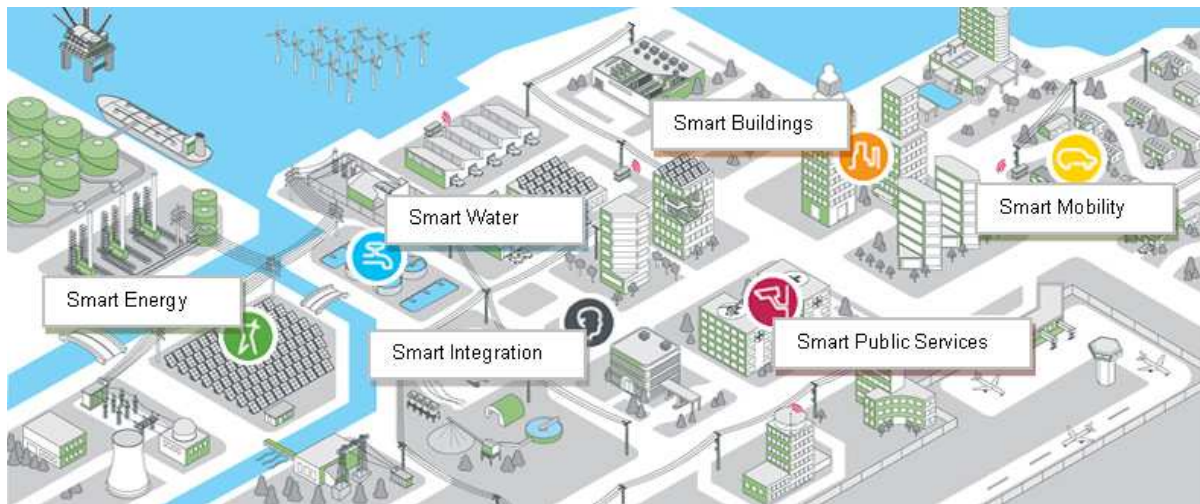 Smart Buildings
Smart Water
Smart Mobility
Smart Energy
Smart Integration
Smart Public Services